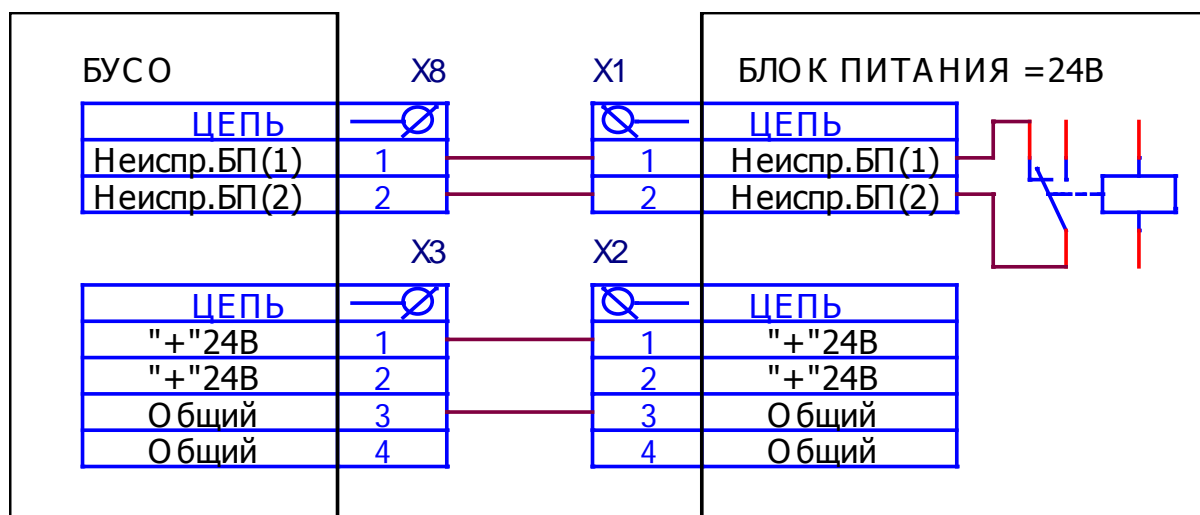 БУСО X8 X1 БЛОК ПИТАНИЯ =24В
ЦЕПЬ ЦЕПЬ
Неиспр.БП(1) 1 1 Неиспр.БП(1)
Неиспр.БП(2) 2 2 Неиспр.БП(2)
X3 X2
ЦЕПЬ ЦЕПЬ
"+"24В 1 1 "+"24В
"+"24В 2 2 "+"24В
Общий 3 3 Общий
Общий 4 4 Общий